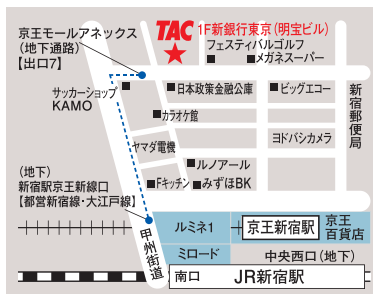 京王モールアネックス
(地下通路)
【出口7】
TAC 1F新銀行東京(明宝ビル)
フェスティバルゴルフ
メガネスーパー
サッカーショップ
KAMO
日本政策金融公庫
ビッグエコー
新宿郵便局
カラオケ館
ヨドバシカメラ
ヤマダ電機
ルノアール
Fキッチン
みずほBK
(地下)
新宿駅京王新線口
【都営新宿線・大江戸線】
甲州街道
ルミネ1
京王新宿駅
京王
百貨店
ミロード
中央西口(地下)
南口
JR新宿駅